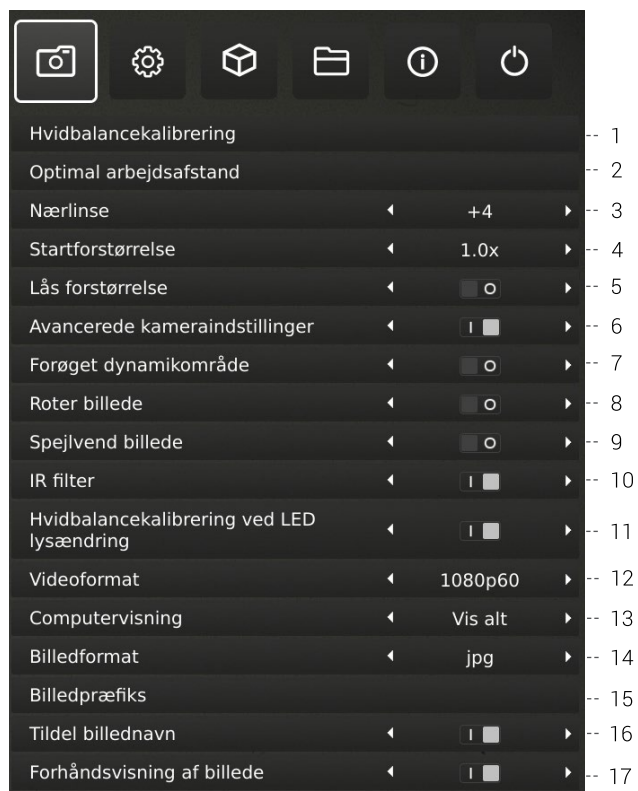 Hvidbalancekalibrering -- 1
Optimal arbejdsafstand -- 2
Nærlinse +4 -- 3
Startforstørrelse 1.0x -- 4
Lås forstørrelse O -- 5
Avancerede kameraindstillinger I -- 6
Forøget dynamikområde O -- 7
Roter billede O -- 8
Spejlvend billede O -- 9
IR filter I -- 10
Hvidbalancekalibrering ved LED
lysændring I -- 11
Videoformat 1080p60 -- 12
Computervisning Vis alt -- 13
Billedformat jpg -- 14
Billedpræfiks -- 15
Tildel billednavn I -- 16
Forhåndsvisning af billede I -- 17